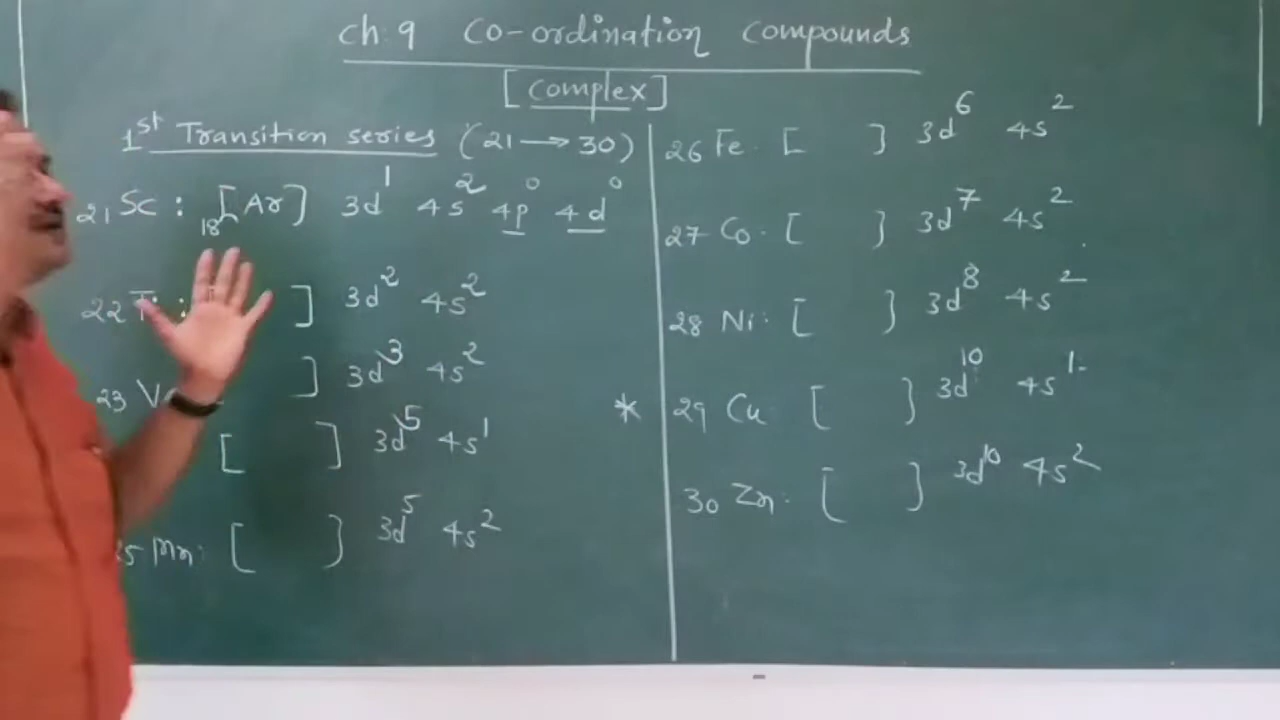 ch. 9 Co-ordination Compounds
[Complex]
1st Transition series (21 → 30)
21 Sc : 18[Ar] 3d¹ 4s² 4p⁰ 4d⁰
22 Ti : ] 3d² 4s²
23 V ] 3d³ 4s²
[ ] 3d⁵ 4s¹
25 Mn: [ ] 3d⁵ 4s²
26 Fe. [ ] 3d⁶ 4s²
27 Co. [ ] 3d⁷ 4s²
28 Ni: [ ] 3d⁸ 4s²
* 29 Cu [ ] 3d¹⁰ 4s¹
30 Zn. [ ] 3d¹⁰ 4s²